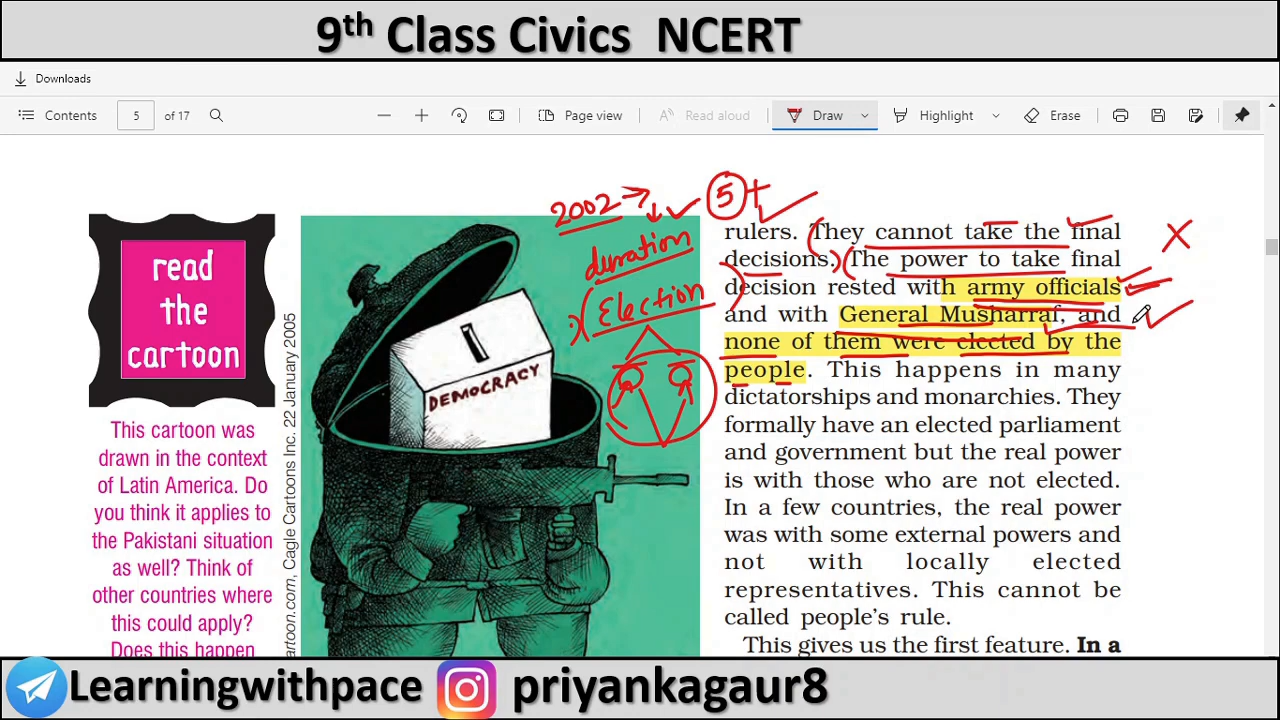 9th Class Civics NCERT
Downloads
Contents
5
of 17
Page view
Read aloud
Draw
Highlight
Erase
2002
5+
duration
Election
read
the
cartoon
This cartoon was
drawn in the context
of Latin America. Do
you think it applies to
the Pakistani situation
as well? Think of
other countries where
this could apply?
Does this happen
cartoon.com, Cagle Cartoons Inc. 22 January 2005
DEMOCRACY
rulers. They cannot take the final
decisions. The power to take final
decision rested with army officials
and with General Musharraf, and
none of them were elected by the
people. This happens in many
dictatorships and monarchies. They
formally have an elected parliament
and government but the real power
is with those who are not elected.
In a few countries, the real power
was with some external powers and
not with locally elected
representatives. This cannot be
called people's rule.
This gives us the first feature. In a
Learningwithpace
priyankagaur8